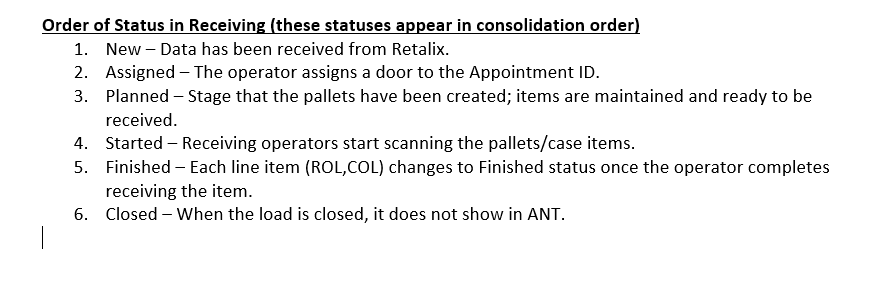 Order of Status in Receiving (these statuses appear in consolidation order)
1. New – Data has been received from Retalix.
2. Assigned – The operator assigns a door to the Appointment ID.
3. Planned – Stage that the pallets have been created; items are maintained and ready to be
received.
4. Started – Receiving operators start scanning the pallets/case items.
5. Finished – Each line item (ROL,COL) changes to Finished status once the operator completes
receiving the item.
6. Closed – When the load is closed, it does not show in ANT.